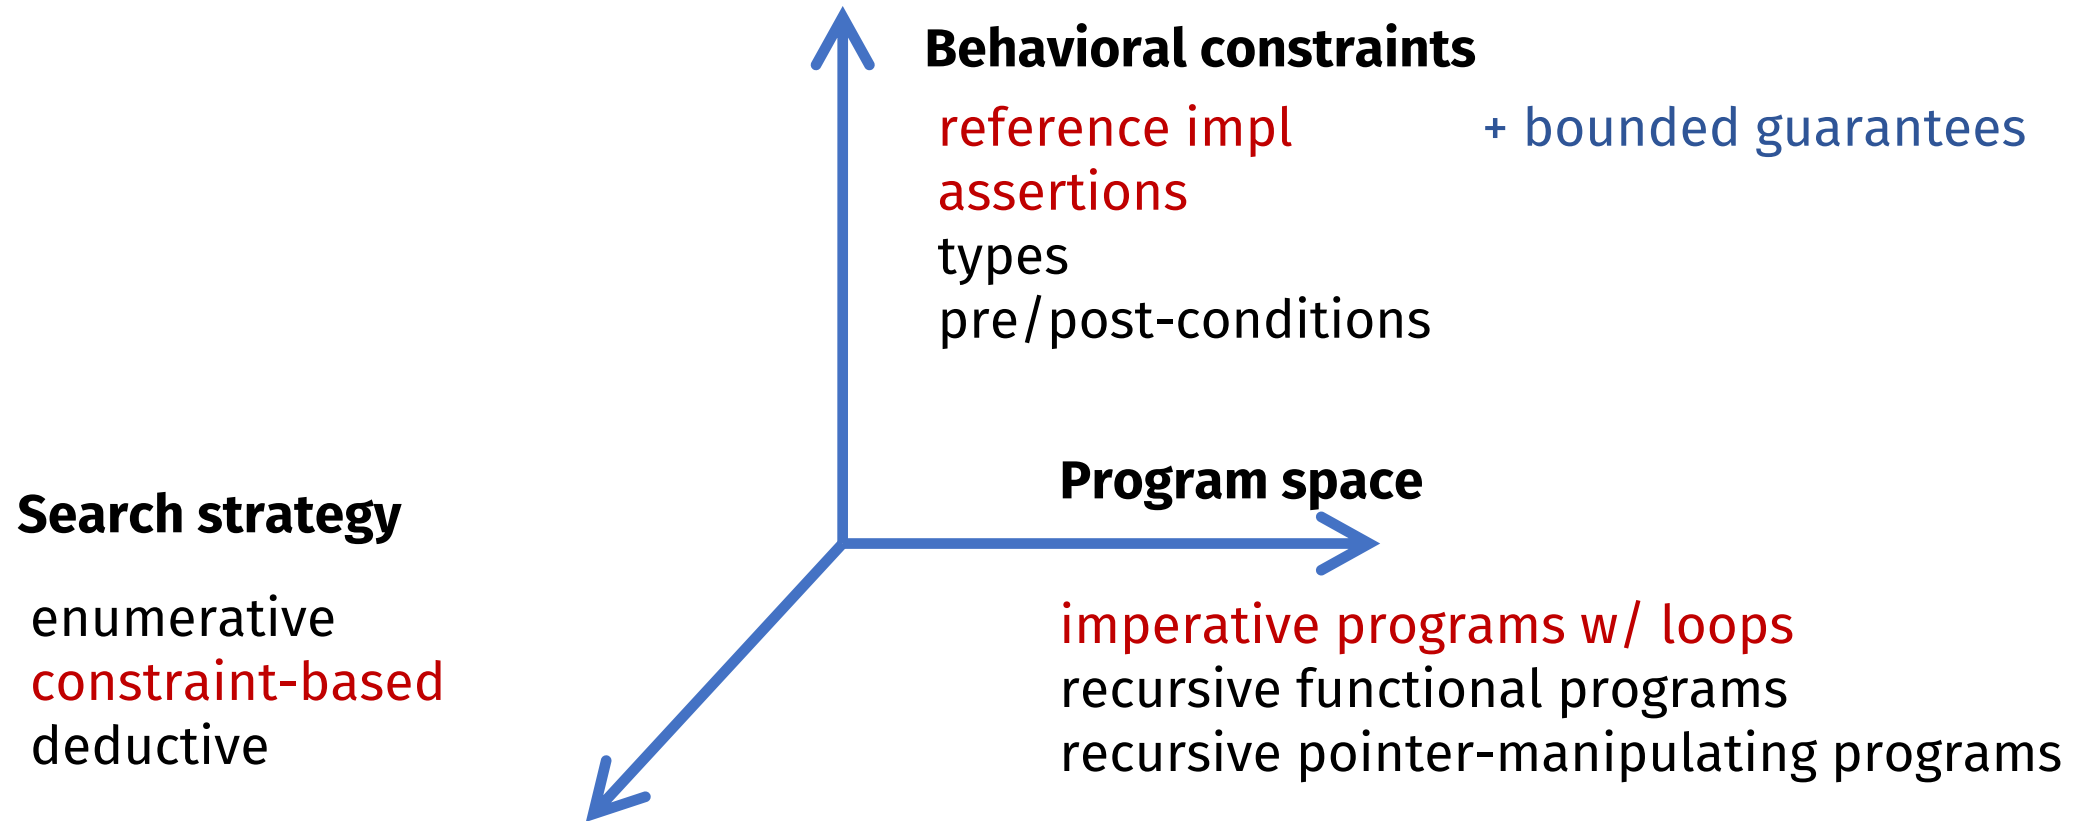 Behavioral constraints
reference impl + bounded guarantees
assertions
types
pre/post-conditions
Program space
Search strategy
enumerative
constraint-based
deductive
imperative programs w/ loops
recursive functional programs
recursive pointer-manipulating programs